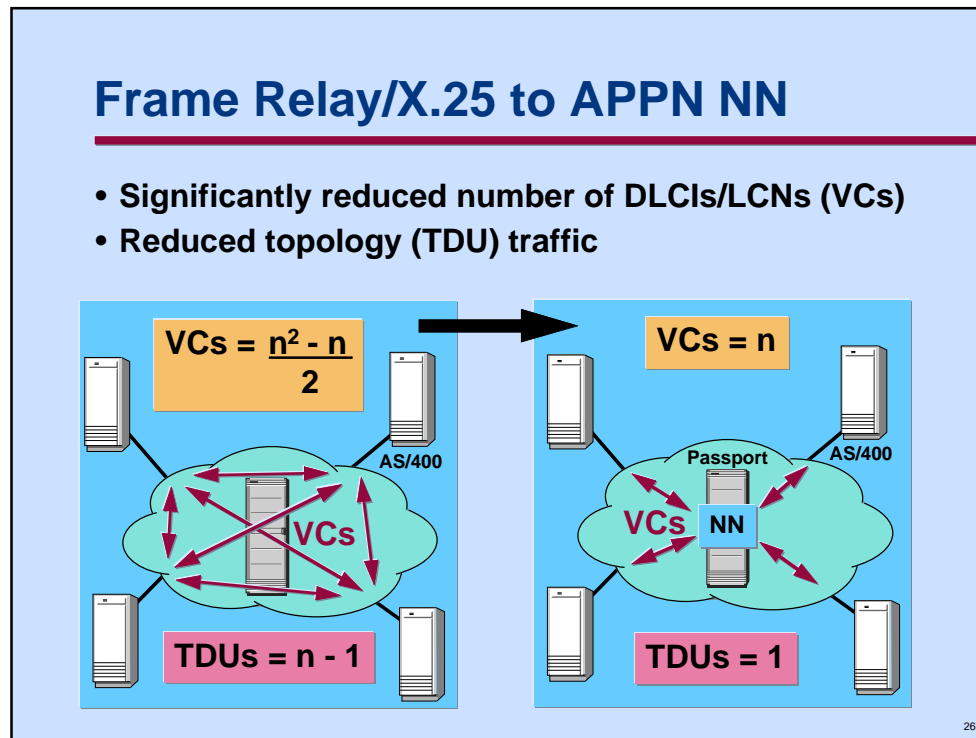 Frame Relay/X.25 to APPN NN
• Significantly reduced number of DLCIs/LCNs (VCs)
• Reduced topology (TDU) traffic
VCs = n² - n
2
AS/400
VCs
TDUs = n - 1
VCs = n
Passport
AS/400
VCs
NN
TDUs = 1
26